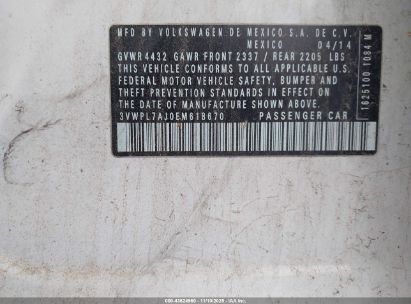 MFD BY VOLKSWAGEN DE MEXICO S.A. DE C.V.
MEXICO 04/14
GVWR 4432 GAWR FRONT 2337 / REAR 2205 LBS
THIS VEHICLE CONFORMS TO ALL APPLICABLE U.S.
FEDERAL MOTOR VEHICLE SAFETY, BUMPER AND
THEFT PREVENTION STANDARDS IN EFFECT ON
THE DATE OF MANUFACTURE SHOWN ABOVE.
3VWPL7AJ0EM618670 PASSENGER CAR
1625100 1084 M